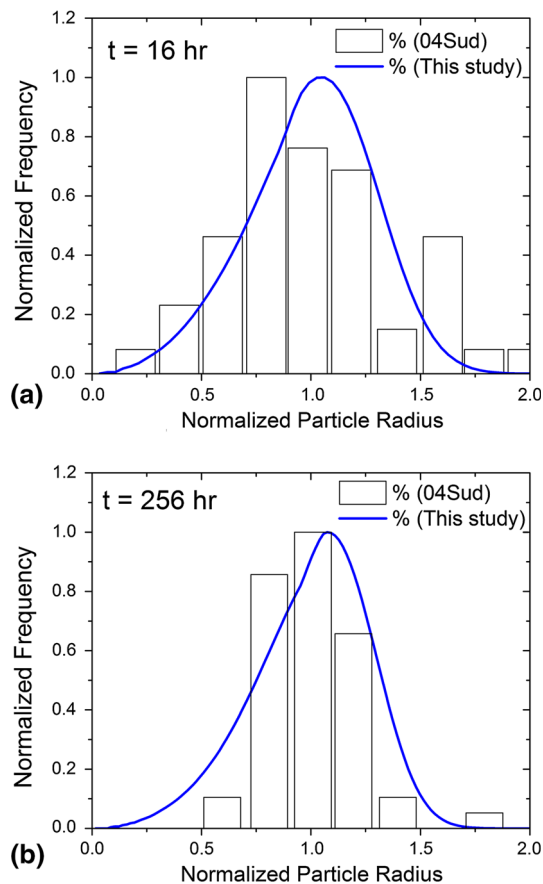 t = 16 hr
% (04Sud)
% (This study)
1.2
1.0
0.8
0.6
0.4
0.2
0.0
Normalized Frequency
0.0 0.5 1.0 1.5 2.0
Normalized Particle Radius
(a)
t = 256 hr
% (04Sud)
% (This study)
1.2
1.0
0.8
0.6
0.4
0.2
0.0
Normalized Frequency
0.0 0.5 1.0 1.5 2.0
Normalized Particle Radius
(b)